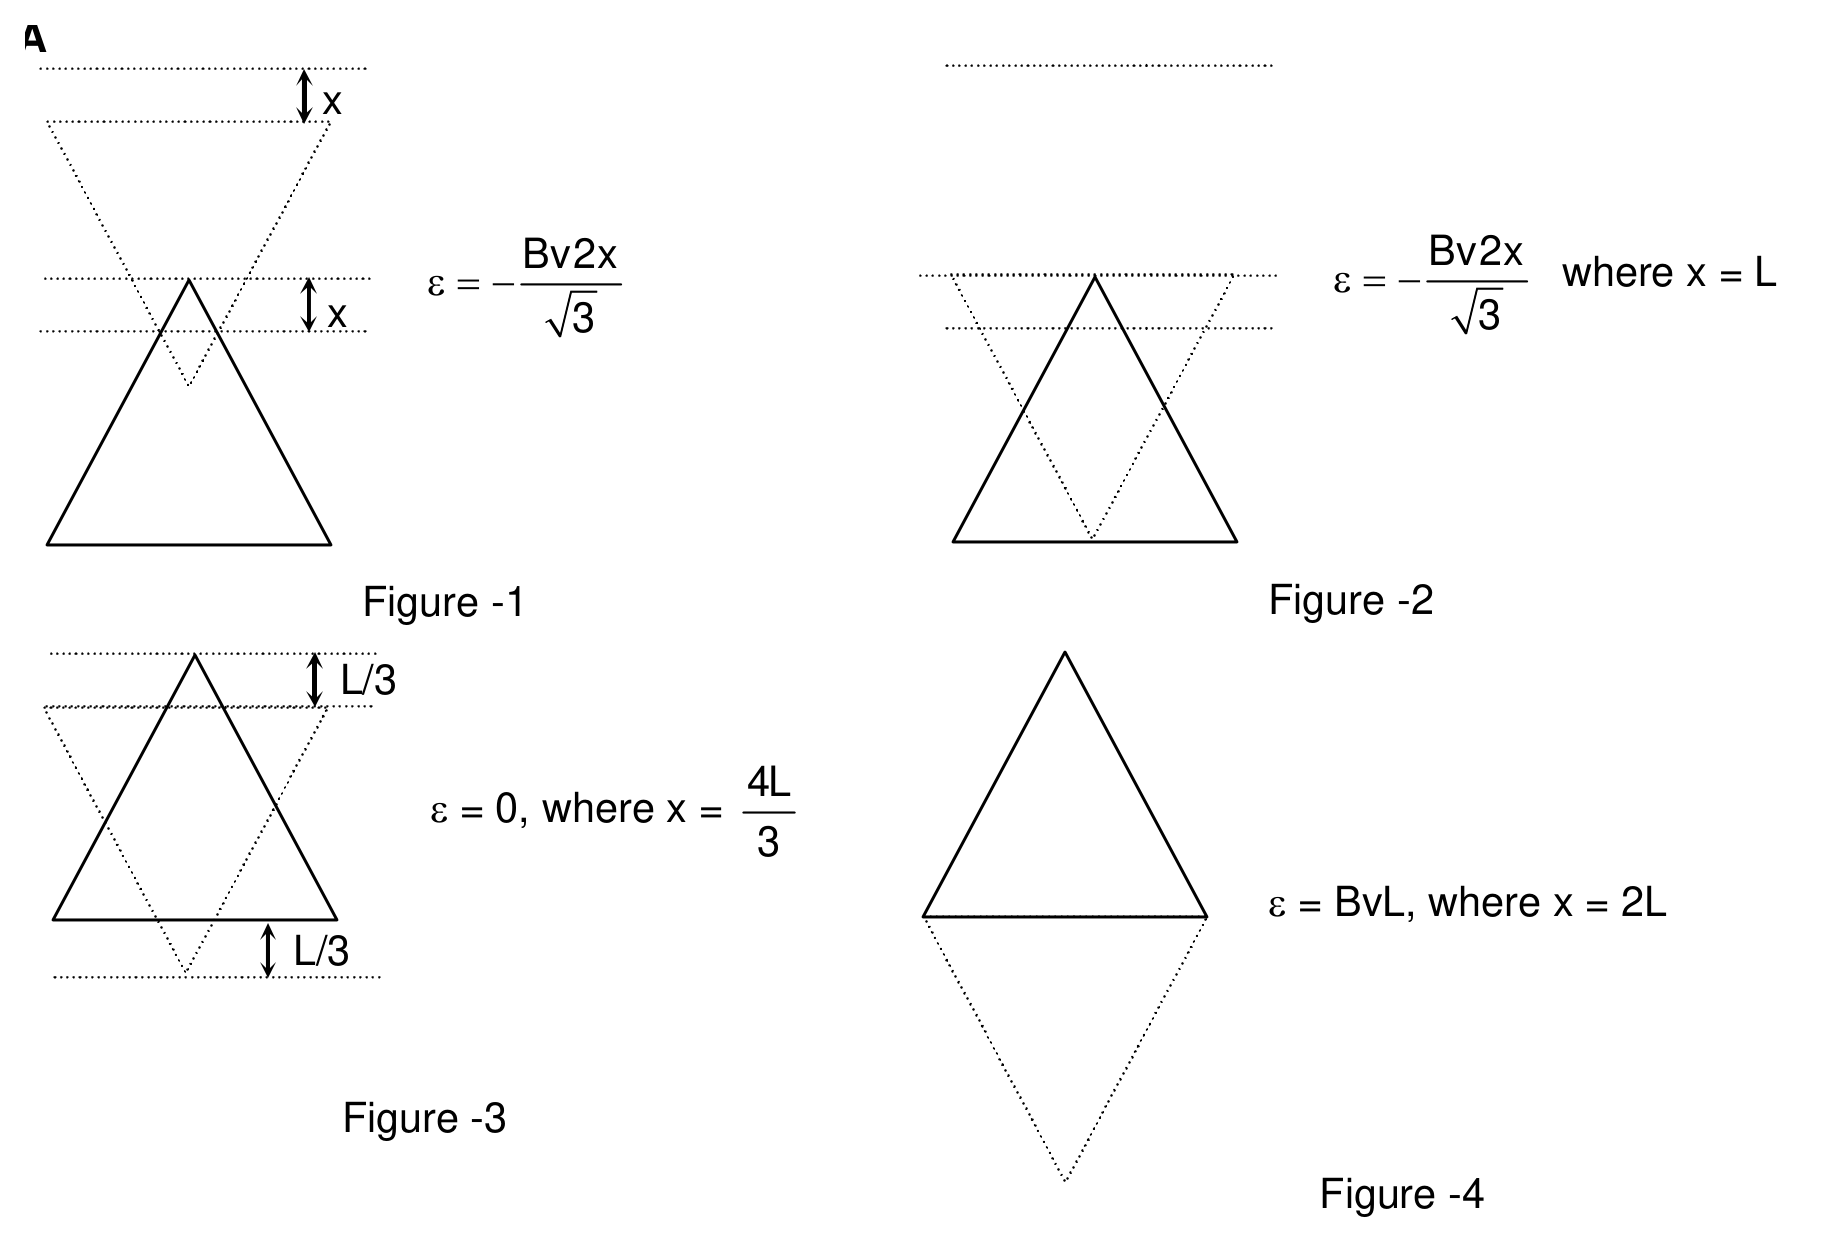 A
x
x
ε = − Bv2x / √3
Figure -1
ε = − Bv2x / √3 where x = L
Figure -2
L/3
L/3
ε = 0, where x = 4L / 3
Figure -3
ε = BvL, where x = 2L
Figure -4